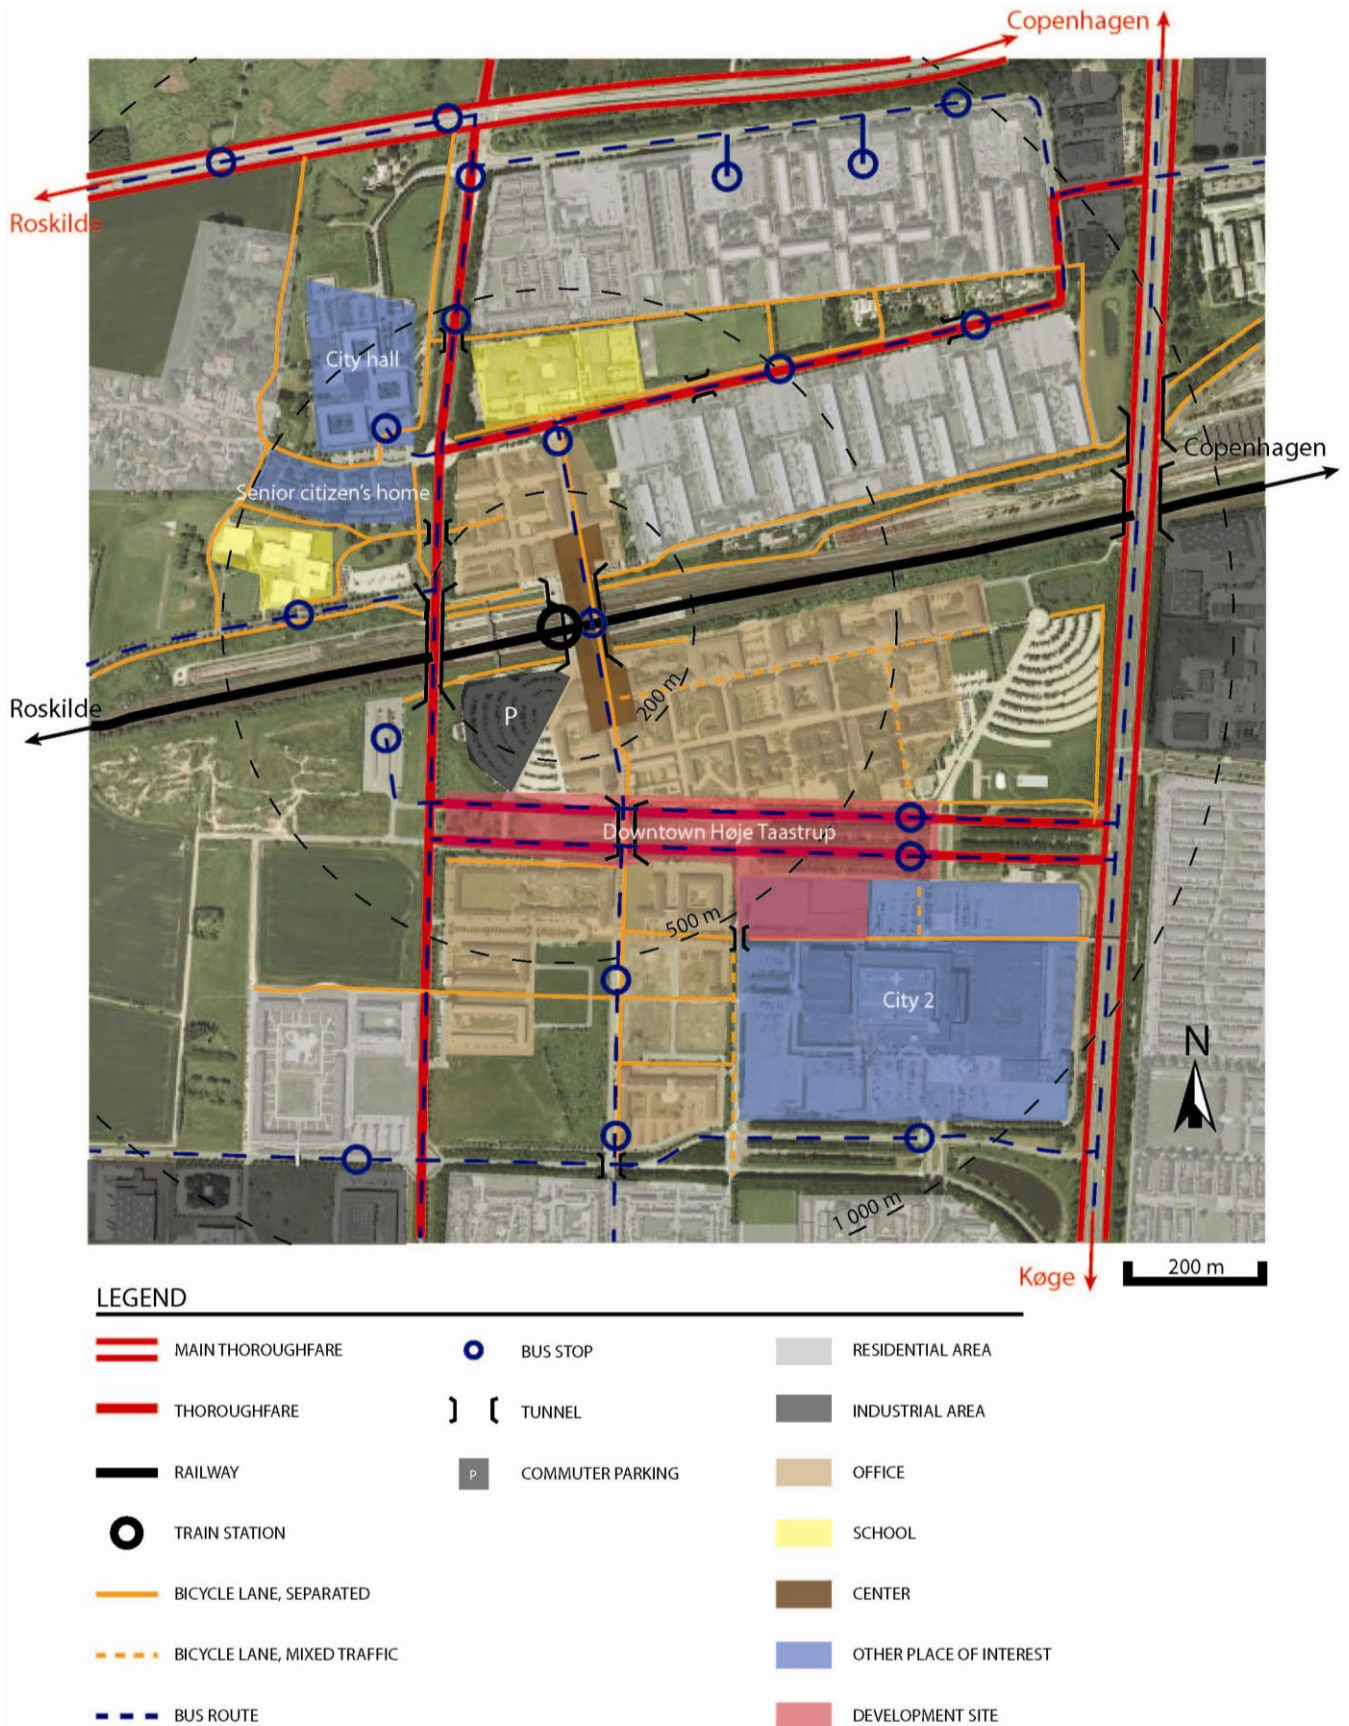 Copenhagen
Roskilde
City hall
Copenhagen
Senior citizen's home
Roskilde
P
200 m
Downtown Høje Taastrup
500 m
City 2
N
1 000 m
Køge
200 m
LEGEND
MAIN THOROUGHFARE
BUS STOP
RESIDENTIAL AREA
THOROUGHFARE
TUNNEL
INDUSTRIAL AREA
RAILWAY
P
COMMUTER PARKING
OFFICE
TRAIN STATION
SCHOOL
BICYCLE LANE, SEPARATED
CENTER
BICYCLE LANE, MIXED TRAFFIC
OTHER PLACE OF INTEREST
BUS ROUTE
DEVELOPMENT SITE